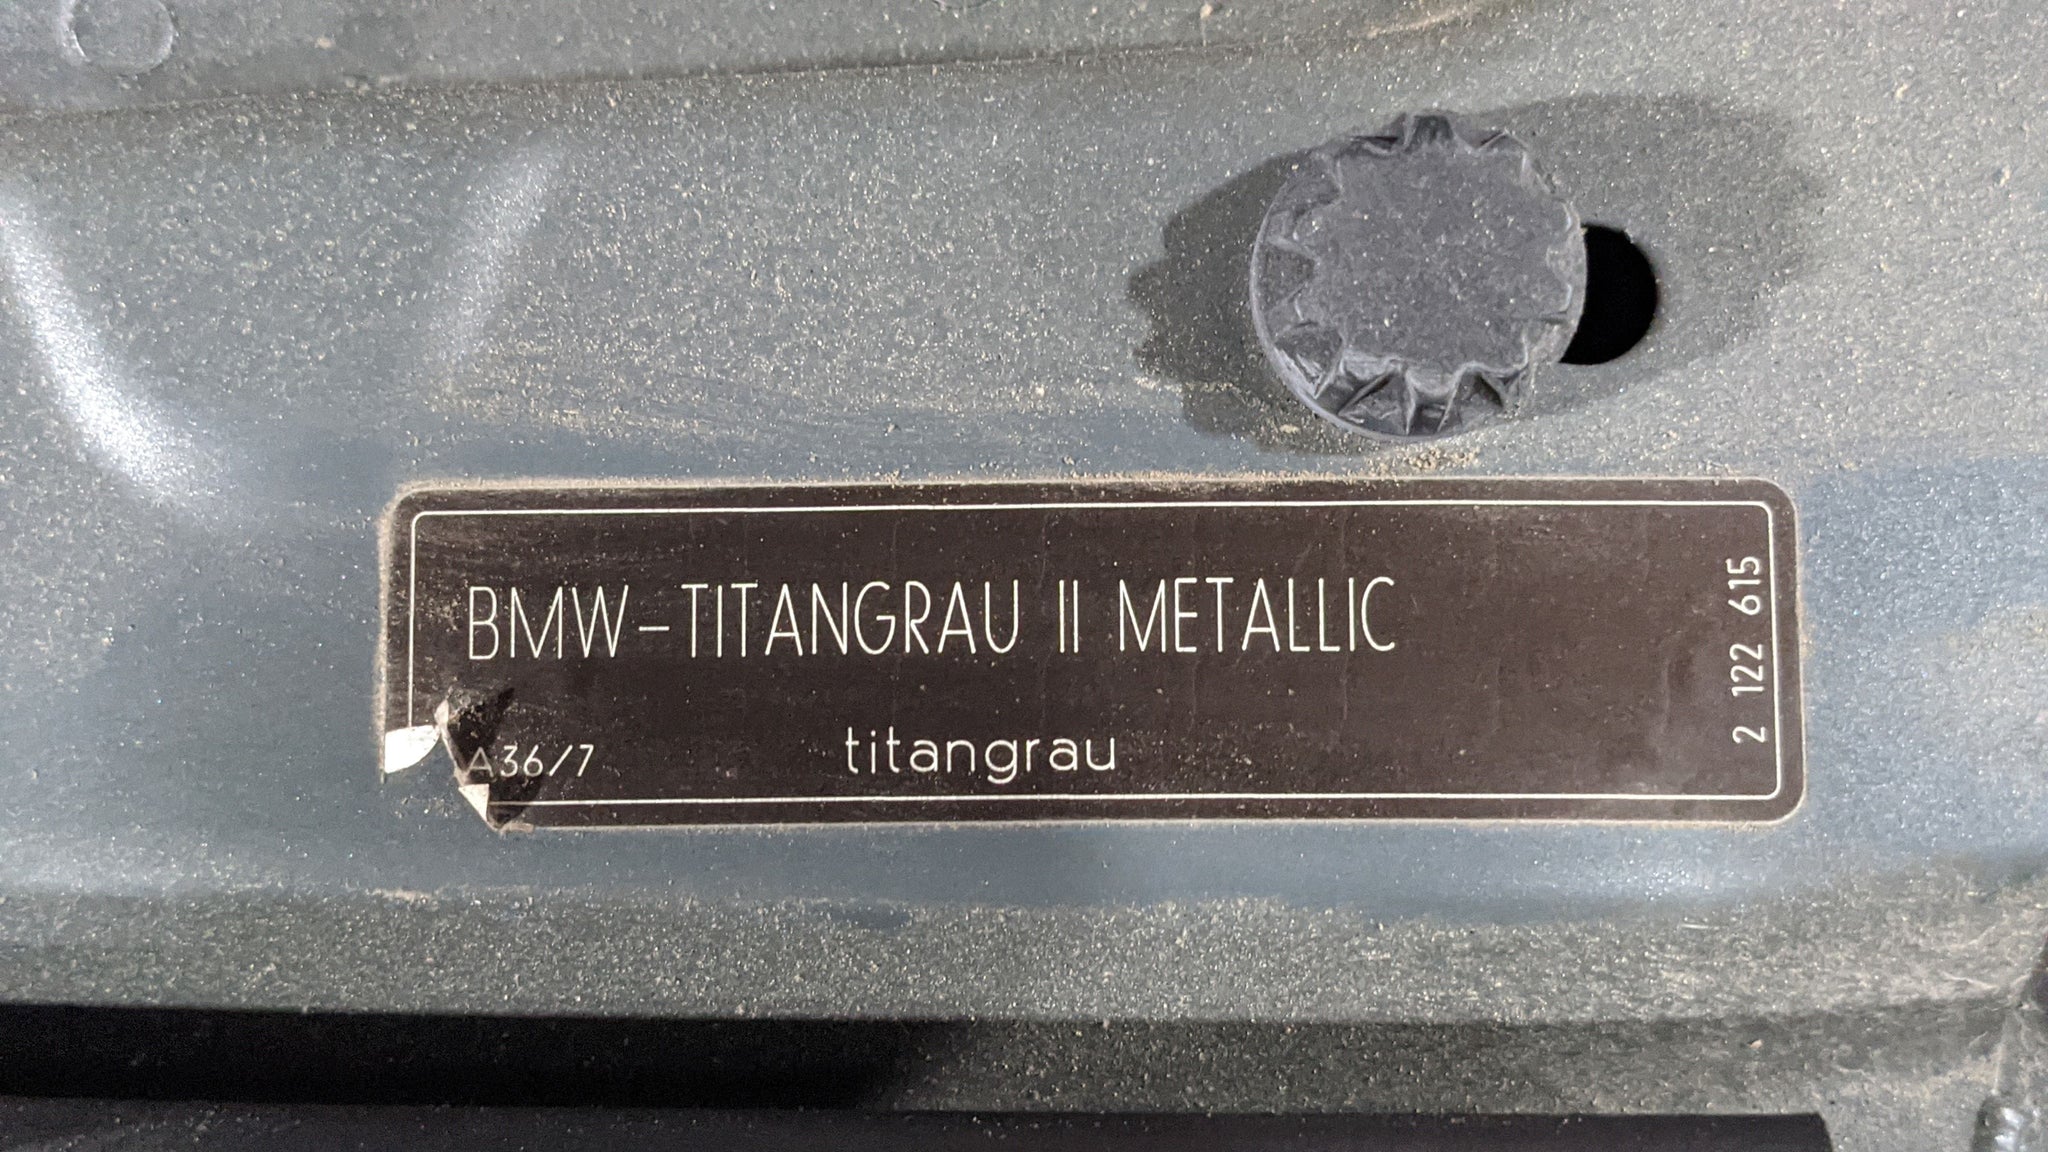 BMW-TITANGRAU II METALLIC
A36/7
titangrau
2 122 615